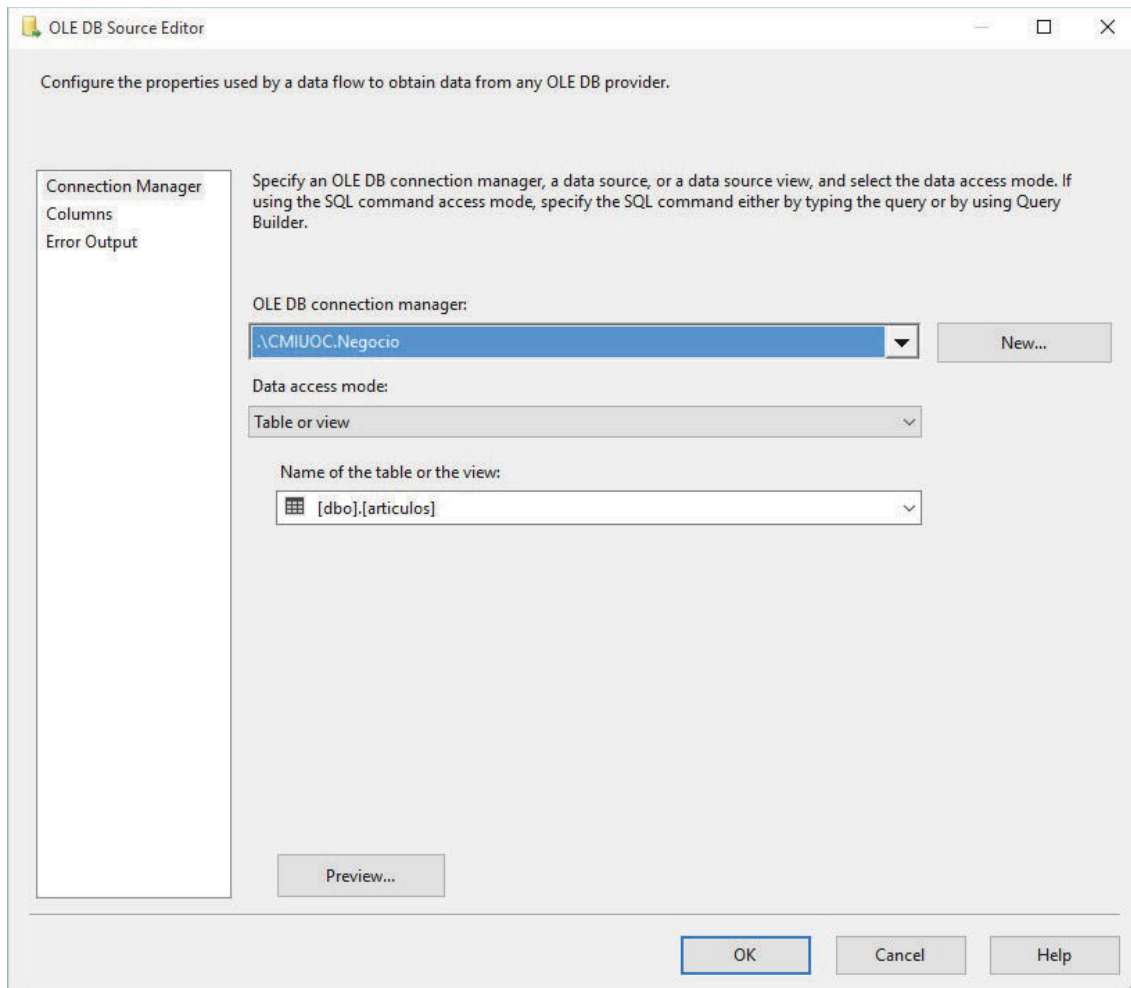 OLE DB Source Editor
Configure the properties used by a data flow to obtain data from any OLE DB provider.
Connection Manager
Columns
Error Output
Specify an OLE DB connection manager, a data source, or a data source view, and select the data access mode. If
using the SQL command access mode, specify the SQL command either by typing the query or by using Query
Builder.
OLE DB connection manager:
.\CMIUOC.Negocio
New...
Data access mode:
Table or view
Name of the table or the view:
[dbo].[articulos]
Preview...
OK
Cancel
Help